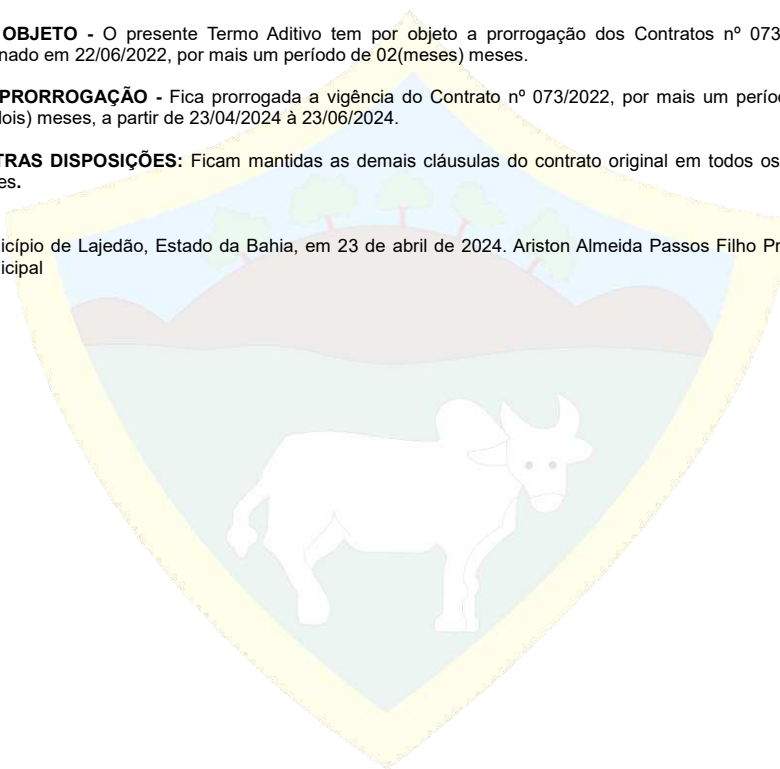 OBJETO - O presente Termo Aditivo tem por objeto a prorrogação dos Contratos nº 073
nado em 22/06/2022, por mais um período de 02(meses) meses.
PRORROGAÇÃO - Fica prorrogada a vigência do Contrato nº 073/2022, por mais um períod
dois) meses, a partir de 23/04/2024 à 23/06/2024.
TRAS DISPOSIÇÕES: Ficam mantidas as demais cláusulas do contrato original em todos os
es.
icípio de Lajedão, Estado da Bahia, em 23 de abril de 2024. Ariston Almeida Passos Filho Pr
icipal